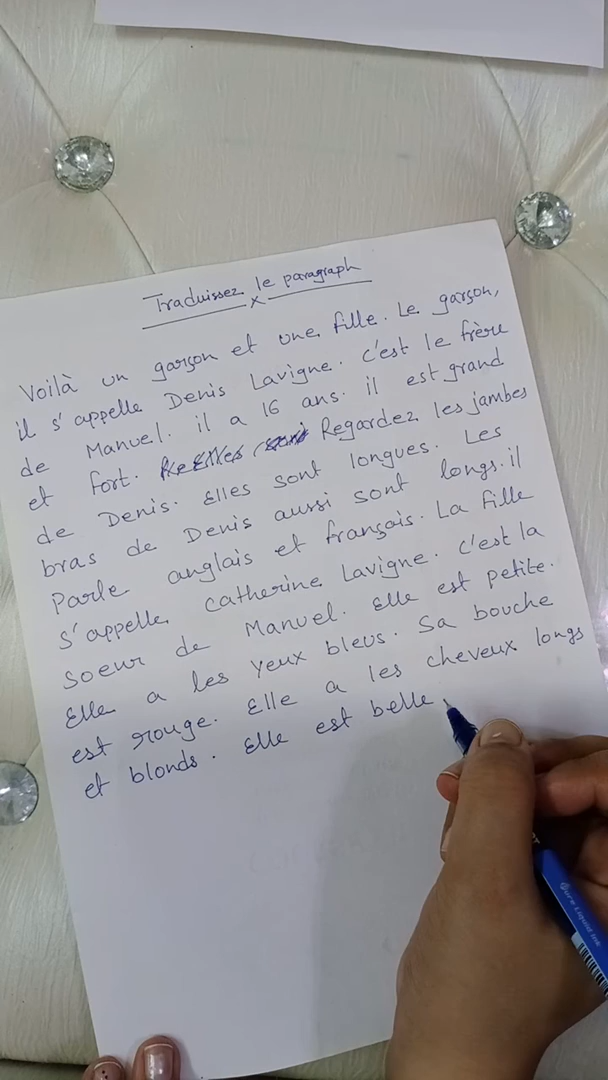 Traduissez le paragraph
x
Voilà un garçon et une fille. Le garçon,
il s'appelle Denis Lavigne. c'est le frère
de Manuel. il a 16 ans. il est grand
et fort. Regardez les jambes
de Denis. Elles sont longues. Les
bras de Denis aussi sont longs. il
parle anglais et français. La fille
s'appelle Catherine Lavigne. C'est la
soeur de Manuel. Elle est petite.
Elle a les yeux bleus. Sa bouche
est rouge. Elle a les cheveux longs
et blonds. Elle est belle
Pure Liquid Ink